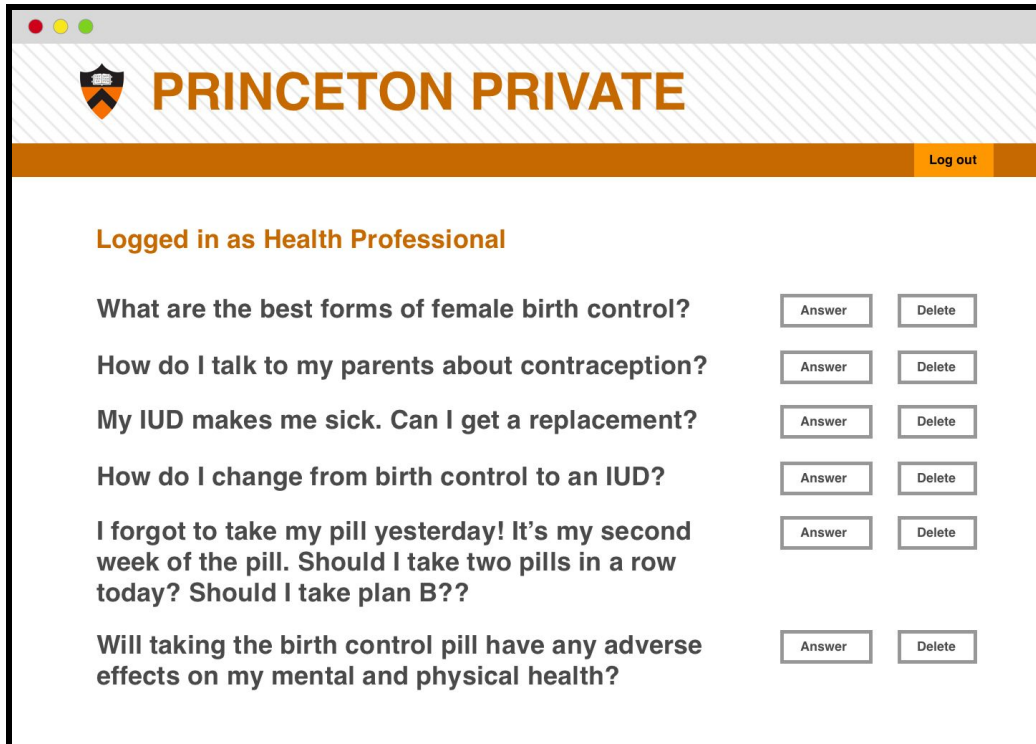 PRINCETON PRIVATE
Log out
Logged in as Health Professional
What are the best forms of female birth control?
Answer
Delete
How do I talk to my parents about contraception?
Answer
Delete
My IUD makes me sick. Can I get a replacement?
Answer
Delete
How do I change from birth control to an IUD?
Answer
Delete
I forgot to take my pill yesterday! It’s my second
week of the pill. Should I take two pills in a row
today? Should I take plan B??
Answer
Delete
Will taking the birth control pill have any adverse
effects on my mental and physical health?
Answer
Delete